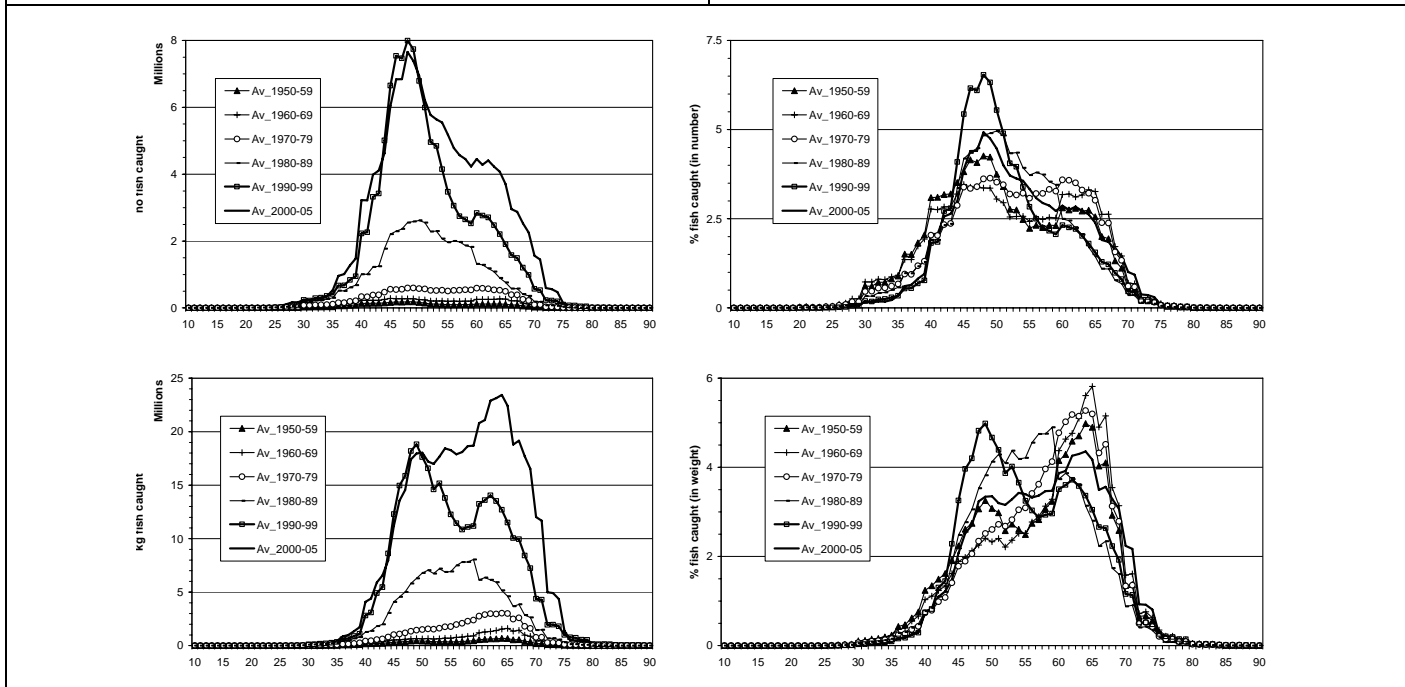 Millions
no fish caught
8
6
4
2
0
Av_1950-59
Av_1960-69
Av_1970-79
Av_1980-89
Av_1990-99
Av_2000-05
10 15 20 25 30 35 40 45 50 55 60 65 70 75 80 85 90
% fish caught (in number)
7.5
5
2.5
0
Av_1950-59
Av_1960-69
Av_1970-79
Av_1980-89
Av_1990-99
Av_2000-05
10 15 20 25 30 35 40 45 50 55 60 65 70 75 80 85 90
Millions
kg fish caught
25
20
15
10
5
0
Av_1950-59
Av_1960-69
Av_1970-79
Av_1980-89
Av_1990-99
Av_2000-05
10 15 20 25 30 35 40 45 50 55 60 65 70 75 80 85 90
% fish caught (in weight)
6
4
2
0
Av_1950-59
Av_1960-69
Av_1970-79
Av_1980-89
Av_1990-99
Av_2000-05
10 15 20 25 30 35 40 45 50 55 60 65 70 75 80 85 90